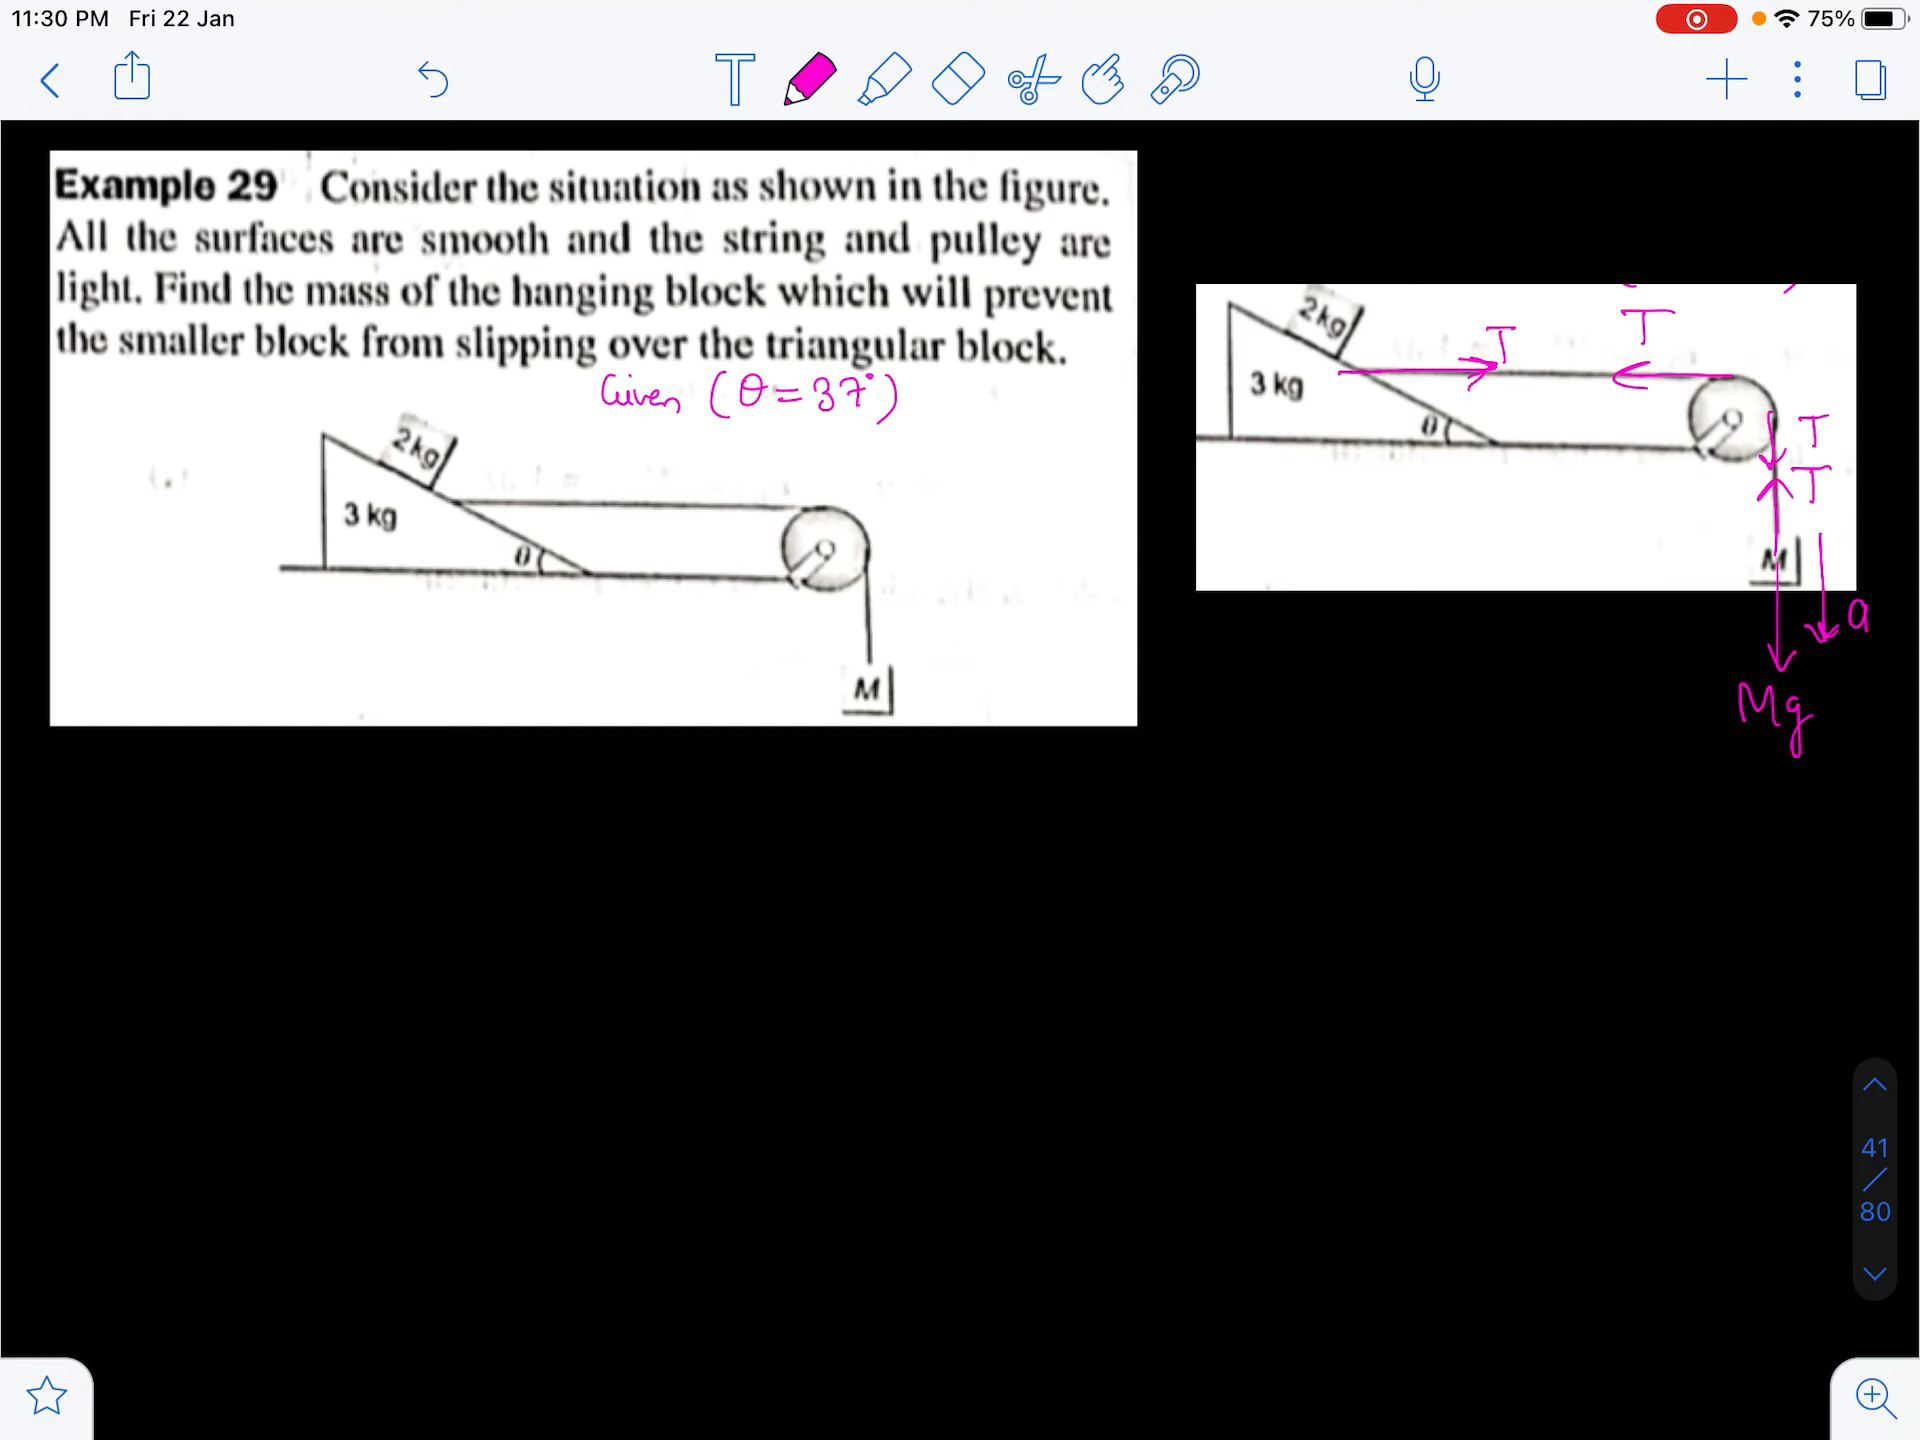 11:30 PM Fri 22 Jan
75%
Example 29 Consider the situation as shown in the figure.
All the surfaces are smooth and the string and pulley are
light. Find the mass of the hanging block which will prevent
the smaller block from slipping over the triangular block.
Given (θ=37°)
2kg
3 kg
θ
M
2kg
T
T
3 kg
θ
T
T
M
a
Mg
41
/
80